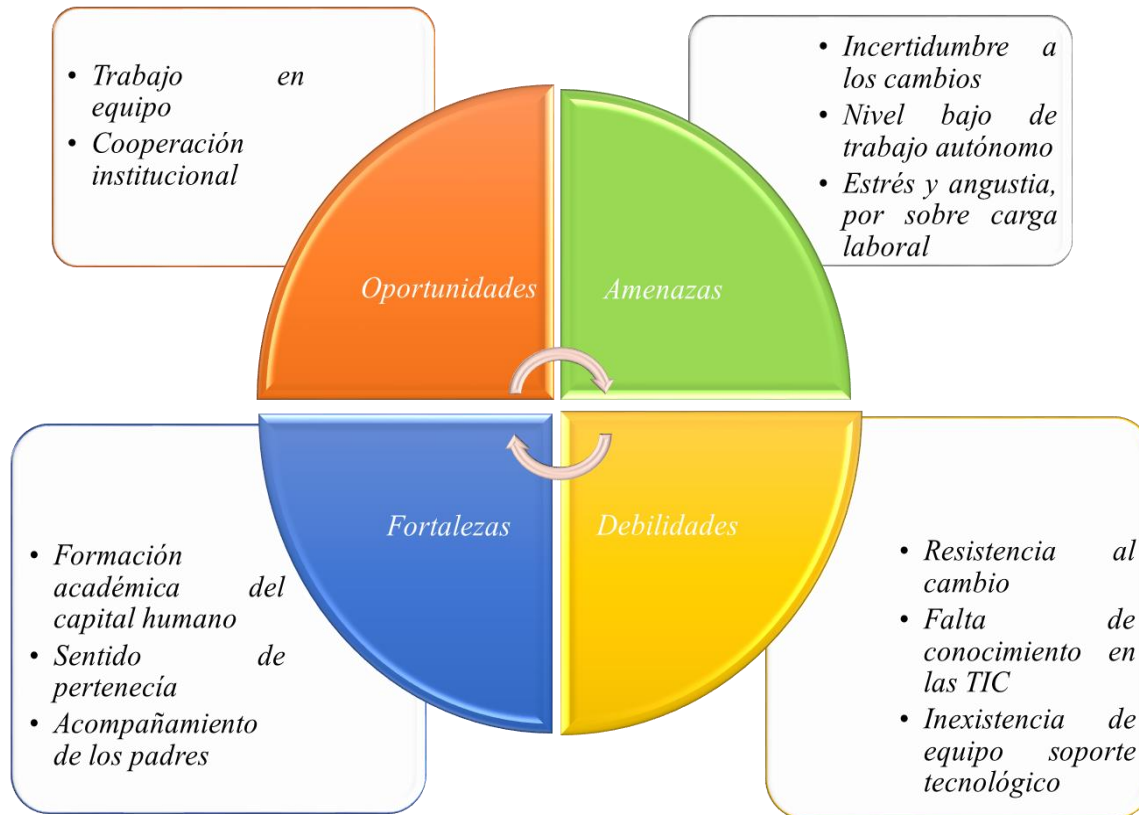 • Trabajo en
equipo
• Cooperación
institucional
• Incertidumbre a
los cambios
• Nivel bajo de
trabajo autónomo
• Estrés y angustia,
por sobre carga
laboral
Oportunidades
Amenazas
Fortalezas
Debilidades
• Formación
académica del
capital humano
• Sentido de
pertenecía
• Acompañamiento
de los padres
• Resistencia al
cambio
• Falta de
conocimiento en
las TIC
• Inexistencia de
equipo soporte
tecnológico